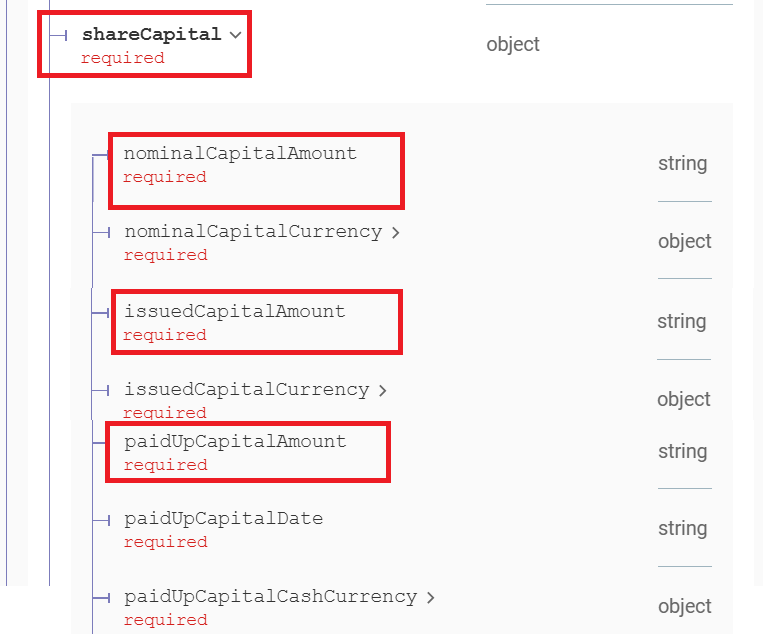 shareCapital
required
object
nominalCapitalAmount
required
string
nominalCapitalCurrency
required
object
issuedCapitalAmount
required
string
issuedCapitalCurrency
required
object
paidUpCapitalAmount
required
string
paidUpCapitalDate
required
string
paidUpCapitalCashCurrency
required
object